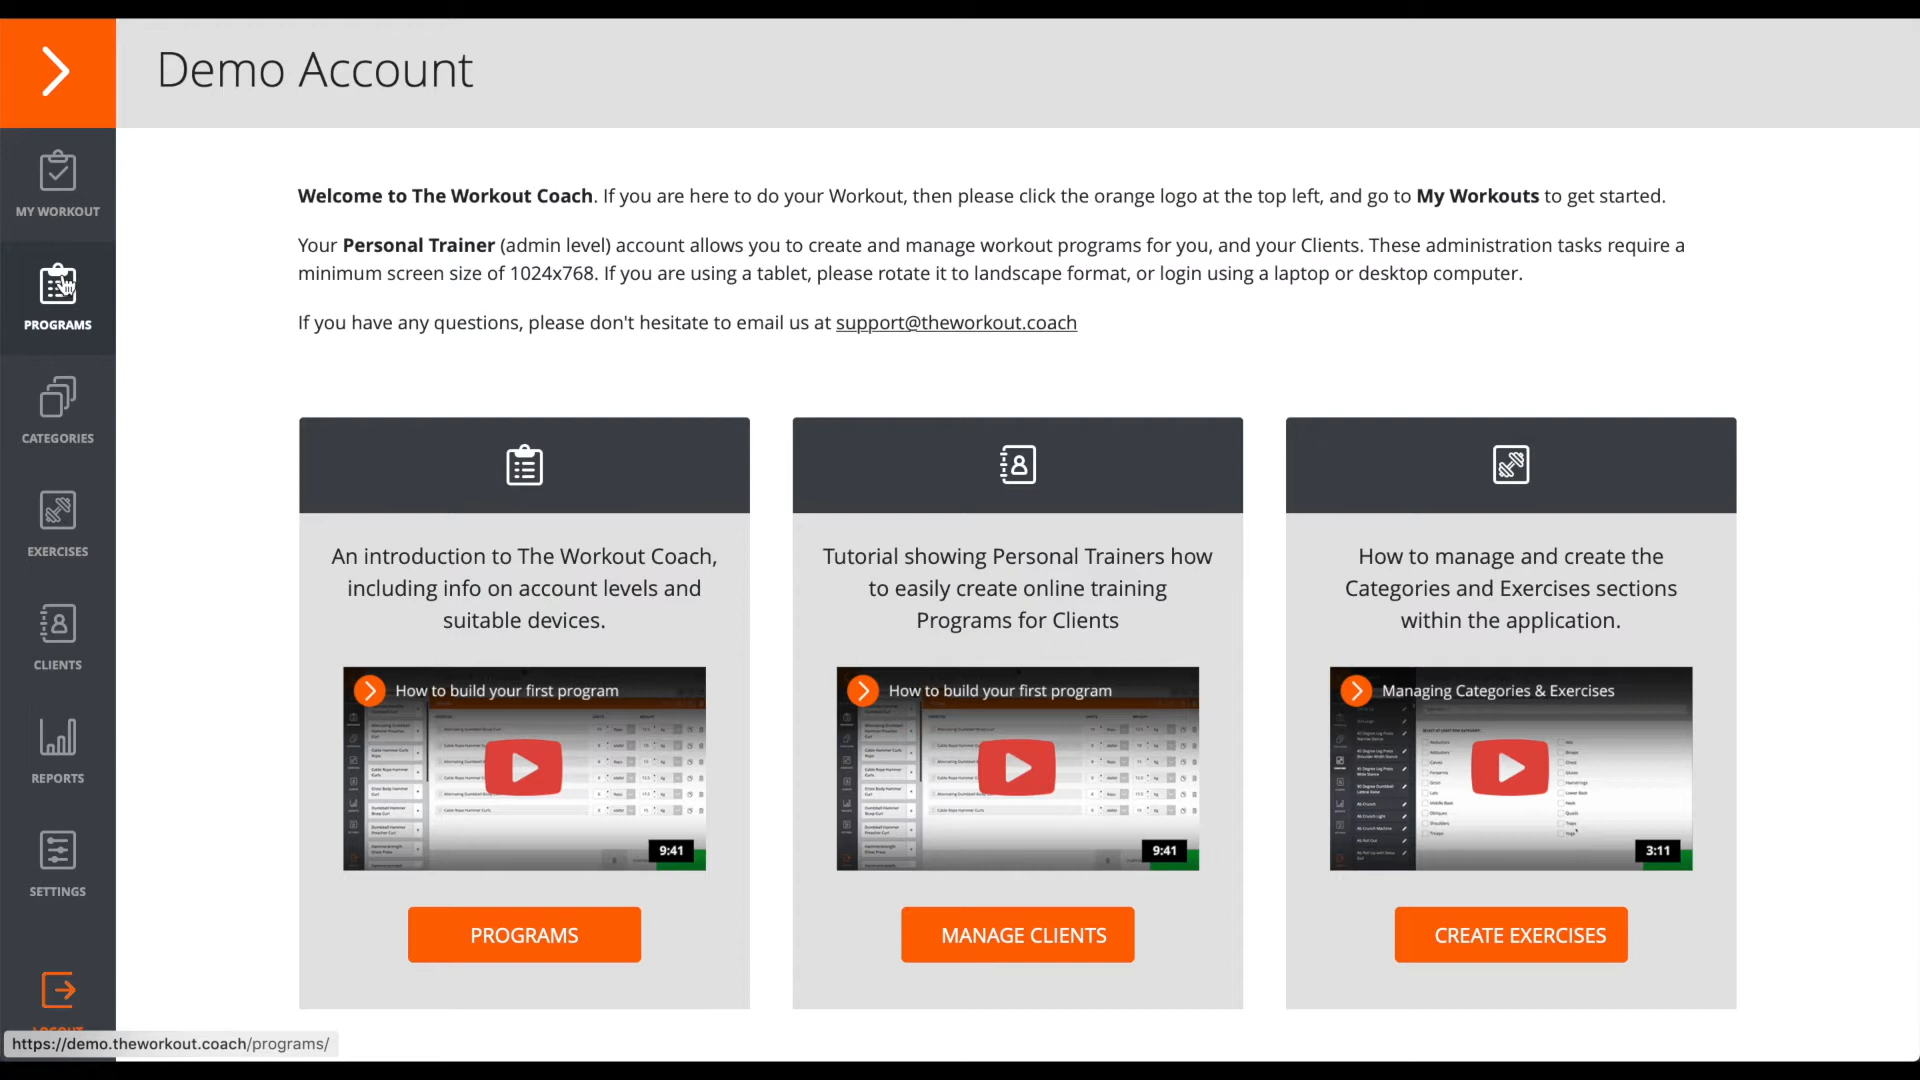 Demo Account
MY WORKOUT
PROGRAMS
CATEGORIES
EXERCISES
CLIENTS
REPORTS
SETTINGS
Welcome to The Workout Coach. If you are here to do your Workout, then please click the orange logo at the top left, and go to My Workouts to get started.
Your Personal Trainer (admin level) account allows you to create and manage workout programs for you, and your Clients. These administration tasks require a
minimum screen size of 1024x768. If you are using a tablet, please rotate it to landscape format, or login using a laptop or desktop computer.
If you have any questions, please don't hesitate to email us at support@theworkout.coach
An introduction to The Workout Coach,
including info on account levels and
suitable devices.
How to build your first program
9:41
PROGRAMS
Tutorial showing Personal Trainers how
to easily create online training
Programs for Clients
How to build your first program
9:41
MANAGE CLIENTS
How to manage and create the
Categories and Exercises sections
within the application.
Managing Categories & Exercises
3:11
CREATE EXERCISES
https://demo.theworkout.coach/programs/